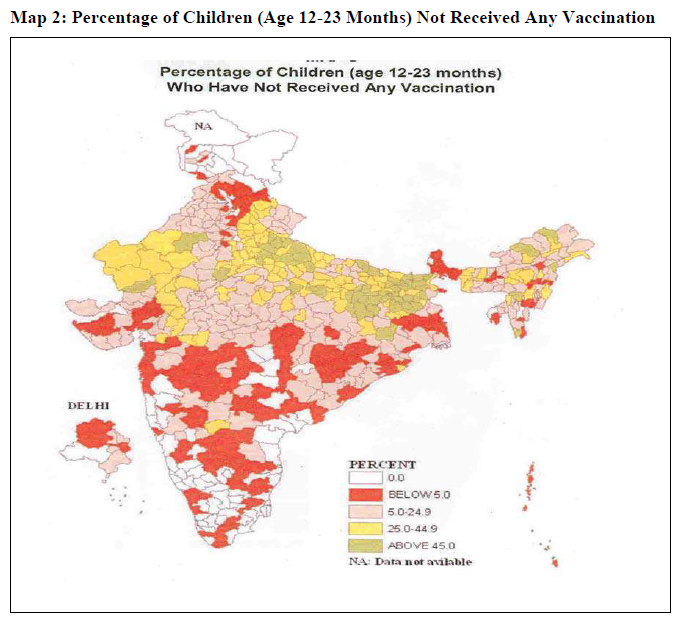 Map 2: Percentage of Children (Age 12-23 Months) Not Received Any Vaccination
Percentage of Children (age 12-23 months)
Who Have Not Received Any Vaccination
NA
DELHI
PERCENT
0.0
BELOW 5.0
5.0-24.9
25.0-44.9
ABOVE 45.0
NA: Data not avilable